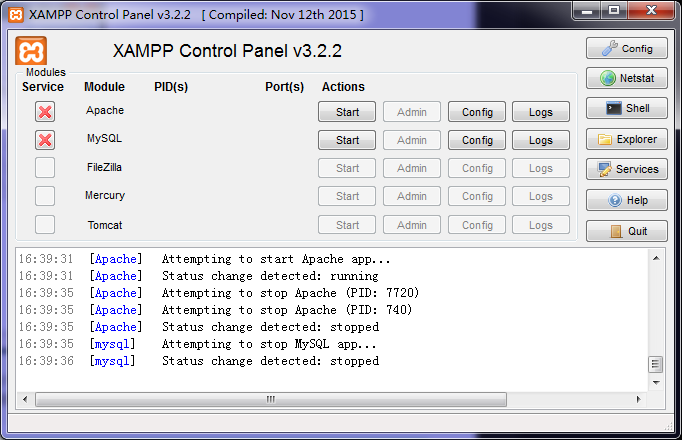 XAMPP Control Panel v3.2.2 [ Compiled: Nov 12th 2015 ]
XAMPP Control Panel v3.2.2
Config
Modules
Service Module PID(s) Port(s) Actions
Netstat
Apache Start Admin Config Logs
Shell
MySQL Start Admin Config Logs
Explorer
FileZilla Start Admin Config Logs
Services
Mercury Start Admin Config Logs
Help
Tomcat Start Admin Config Logs
Quit
16:39:31 [Apache] Attempting to start Apache app...
16:39:31 [Apache] Status change detected: running
16:39:35 [Apache] Attempting to stop Apache (PID: 7720)
16:39:35 [Apache] Attempting to stop Apache (PID: 740)
16:39:35 [Apache] Status change detected: stopped
16:39:35 [mysql] Attempting to stop MySQL app...
16:39:36 [mysql] Status change detected: stopped